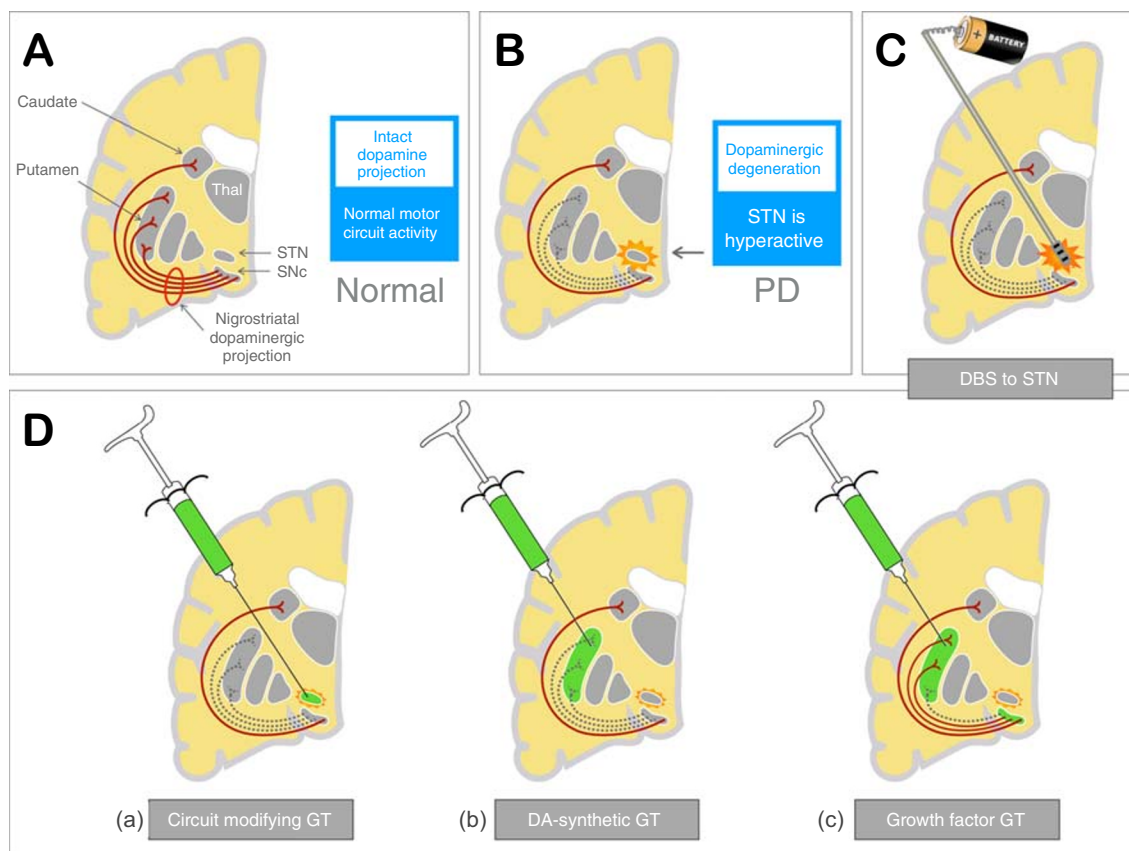 A
Caudate
Putamen
Thal
STN
SNc
Nigrostriatal
dopaminergic
projection
Intact
dopamine
projection
Normal motor
circuit activity
Normal
B
Dopaminergic
degeneration
STN is
hyperactive
PD
C
+
BATTERY
DBS to STN
D
(a) Circuit modifying GT
(b) DA-synthetic GT
(c) Growth factor GT